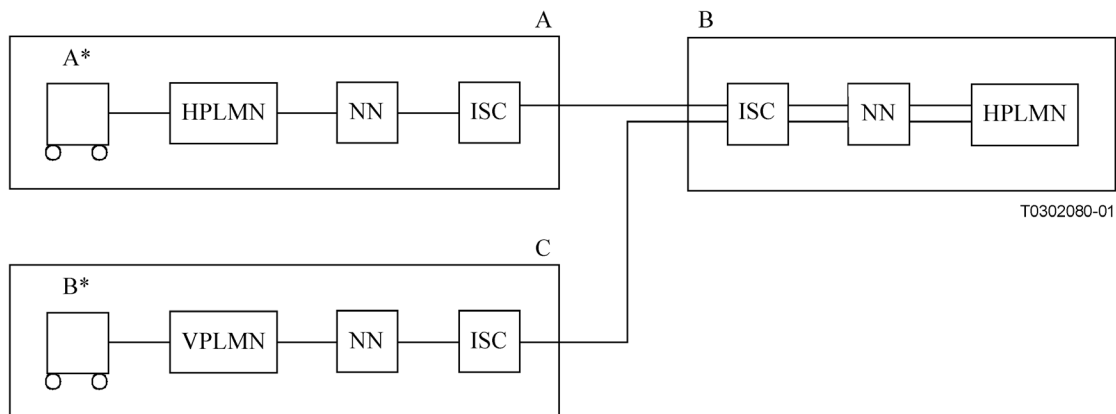 A
B
A*
HPLMN NN ISC
ISC NN HPLMN
T0302080-01
C
B*
VPLMN NN ISC